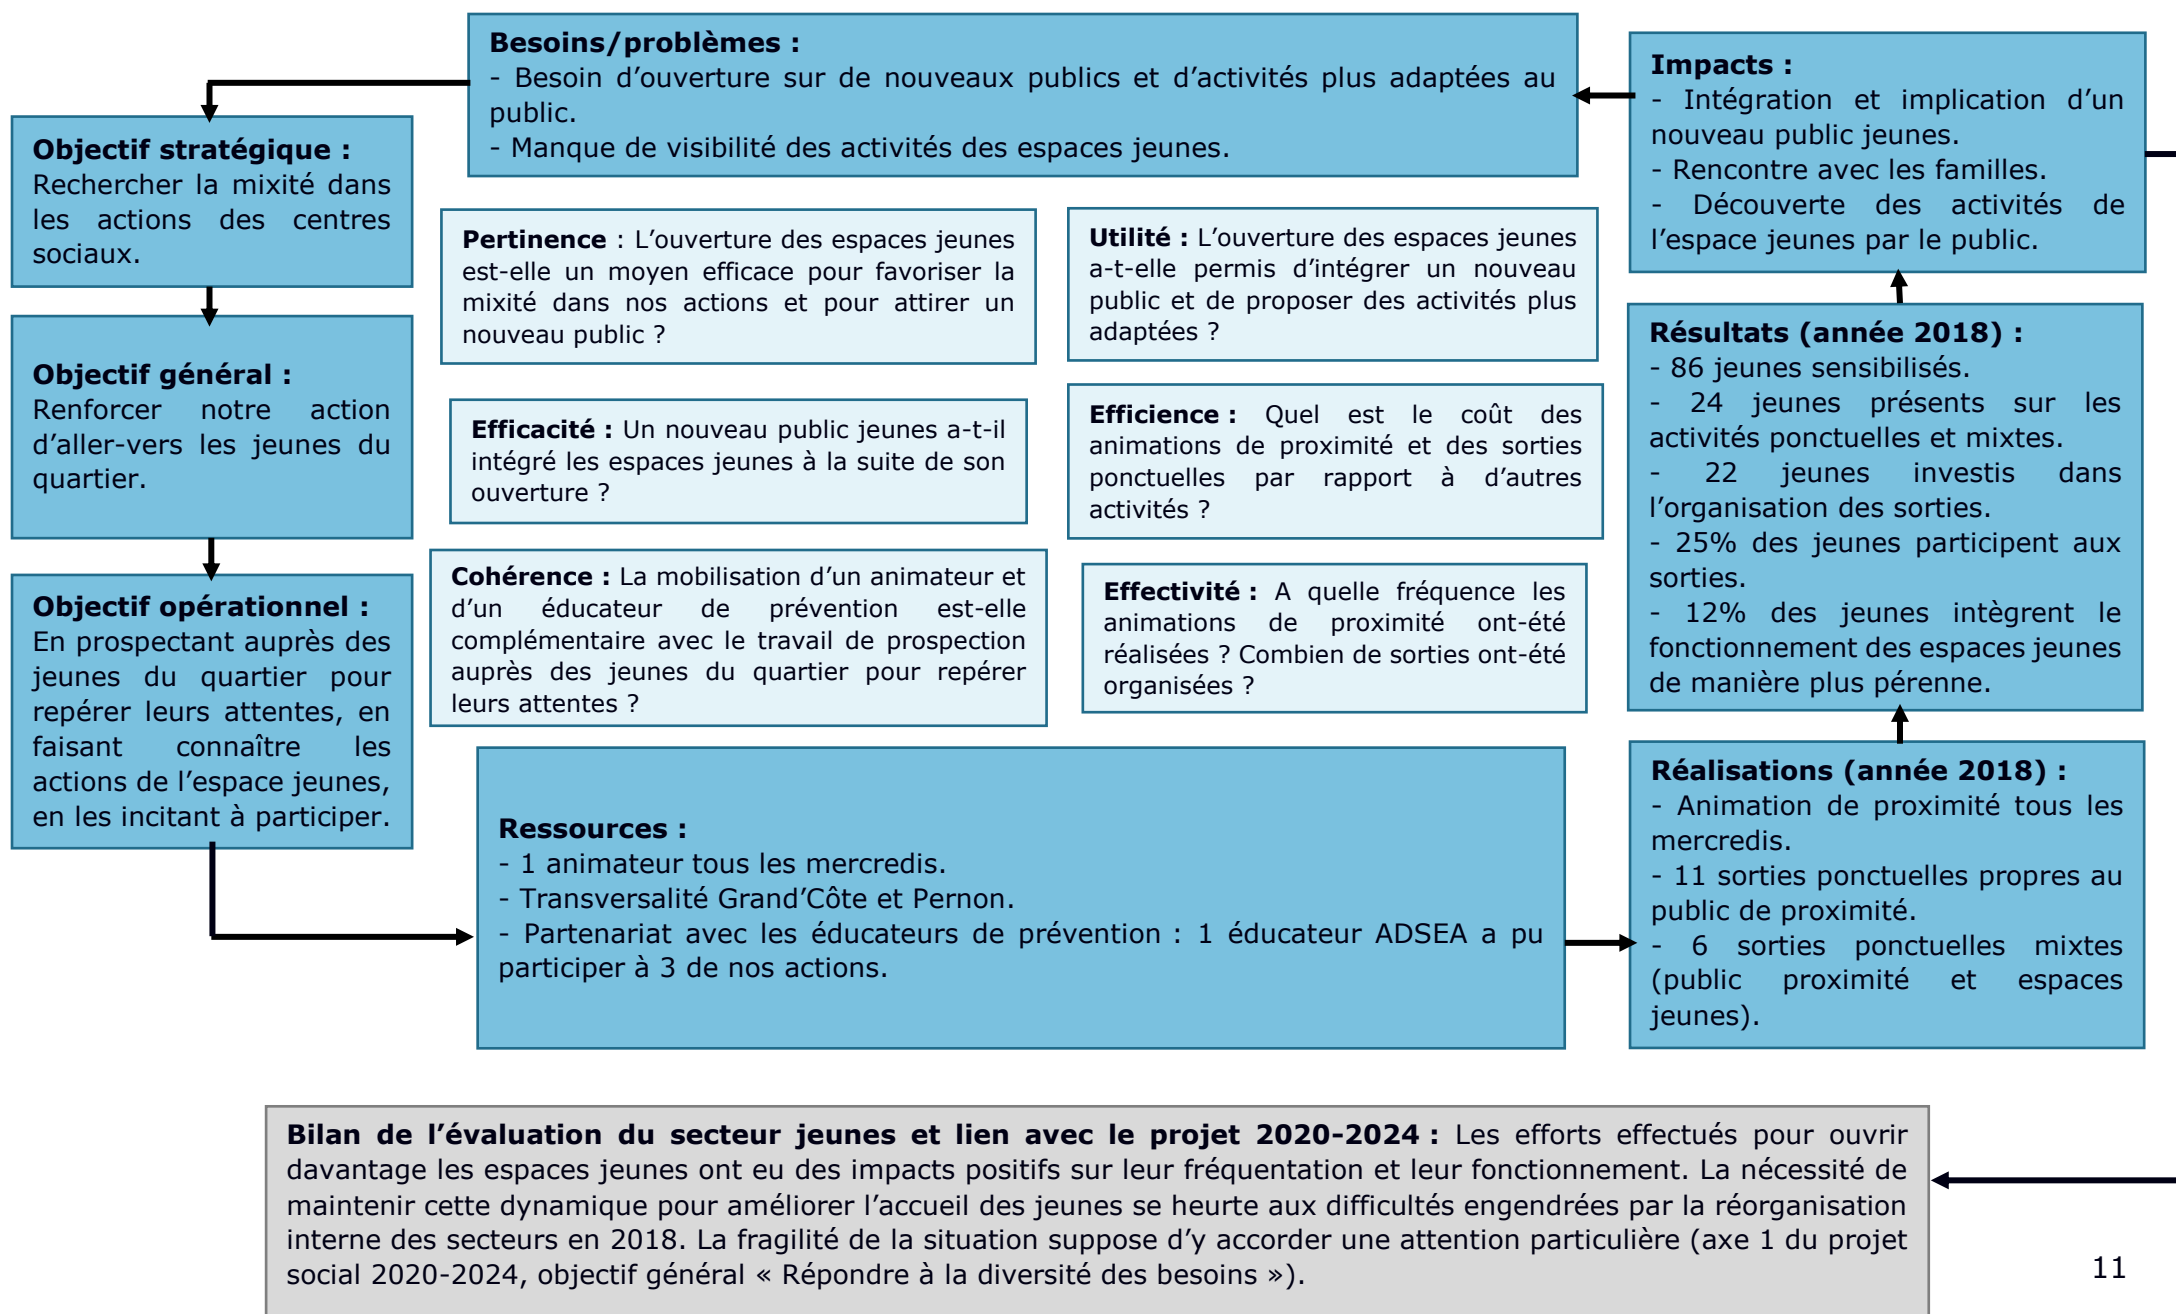 Besoins/problèmes :
- Besoin d’ouverture sur de nouveaux publics et d’activités plus adaptées au
public.
- Manque de visibilité des activités des espaces jeunes.
Impacts :
- Intégration et implication d’un
nouveau public jeunes.
- Rencontre avec les familles.
- Découverte des activités de
l’espace jeunes par le public.
Objectif stratégique :
Rechercher la mixité dans
les actions des centres
sociaux.
Pertinence : L’ouverture des espaces jeunes
est-elle un moyen efficace pour favoriser la
mixité dans nos actions et pour attirer un
nouveau public ?
Utilité : L’ouverture des espaces jeunes
a-t-elle permis d’intégrer un nouveau
public et de proposer des activités plus
adaptées ?
Objectif général :
Renforcer notre action
d’aller-vers les jeunes du
quartier.
Efficacité : Un nouveau public jeunes a-t-il
intégré les espaces jeunes à la suite de son
ouverture ?
Efficience : Quel est le coût des
animations de proximité et des sorties
ponctuelles par rapport à d’autres
activités ?
Résultats (année 2018) :
- 86 jeunes sensibilisés.
- 24 jeunes présents sur les
activités ponctuelles et mixtes.
- 22 jeunes investis dans
l’organisation des sorties.
- 25% des jeunes participent aux
sorties.
- 12% des jeunes intègrent le
fonctionnement des espaces jeunes
de manière plus pérenne.
Objectif opérationnel :
En prospectant auprès des
jeunes du quartier pour
repérer leurs attentes, en
faisant connaître les
actions de l’espace jeunes,
en les incitant à participer.
Cohérence : La mobilisation d’un animateur et
d’un éducateur de prévention est-elle
complémentaire avec le travail de prospection
auprès des jeunes du quartier pour repérer
leurs attentes ?
Effectivité : A quelle fréquence les
animations de proximité ont-été
réalisées ? Combien de sorties ont-été
organisées ?
Ressources :
- 1 animateur tous les mercredis.
- Transversalité Grand’Côte et Pernon.
- Partenariat avec les éducateurs de prévention : 1 éducateur ADSEA a pu
participer à 3 de nos actions.
Réalisations (année 2018) :
- Animation de proximité tous les
mercredis.
- 11 sorties ponctuelles propres au
public de proximité.
- 6 sorties ponctuelles mixtes
(public proximité et espaces
jeunes).
Bilan de l’évaluation du secteur jeunes et lien avec le projet 2020-2024 : Les efforts effectués pour ouvrir
davantage les espaces jeunes ont eu des impacts positifs sur leur fréquentation et leur fonctionnement. La nécessité de
maintenir cette dynamique pour améliorer l’accueil des jeunes se heurte aux difficultés engendrées par la réorganisation
interne des secteurs en 2018. La fragilité de la situation suppose d’y accorder une attention particulière (axe 1 du projet
social 2020-2024, objectif général « Répondre à la diversité des besoins »).
11